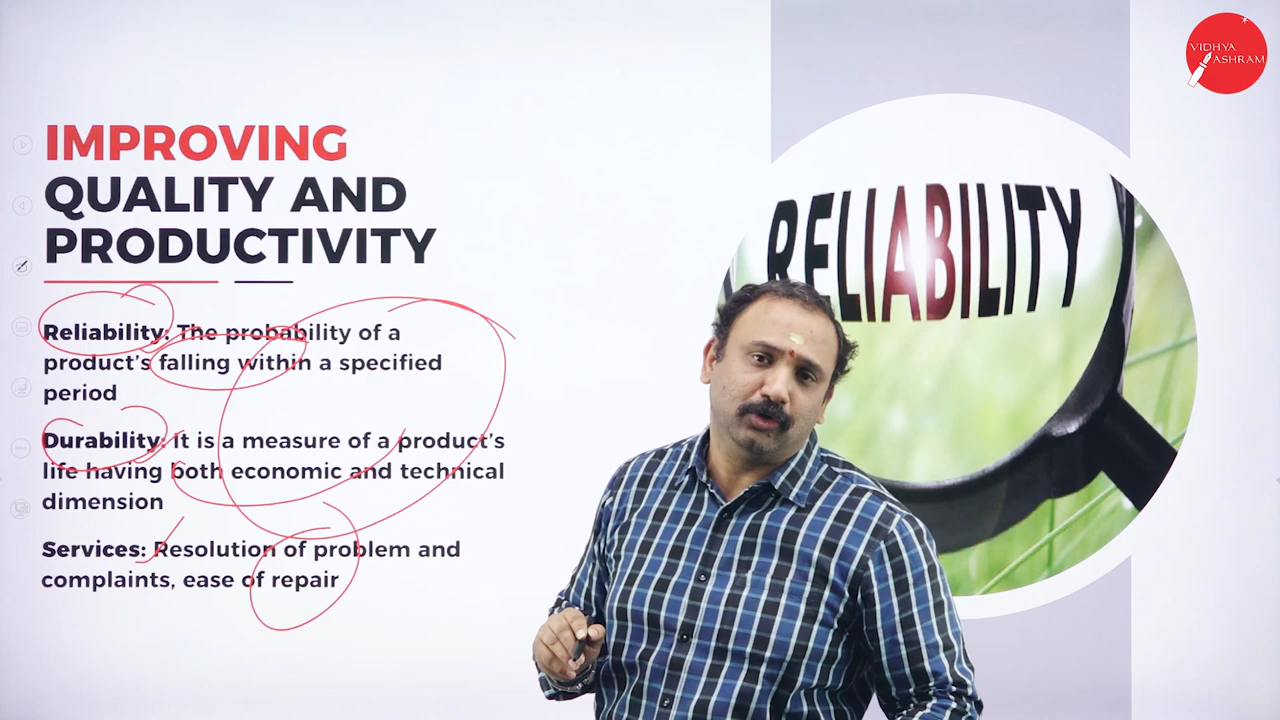 VIDHYA
ASHRAM
IMPROVING
QUALITY AND
PRODUCTIVITY
RELIABILITY
Reliability: The probability of a
product's falling within a specified
period
Durability: It is a measure of a product's
life having both economic and technical
dimension
Services: Resolution of problem and
complaints, ease of repair